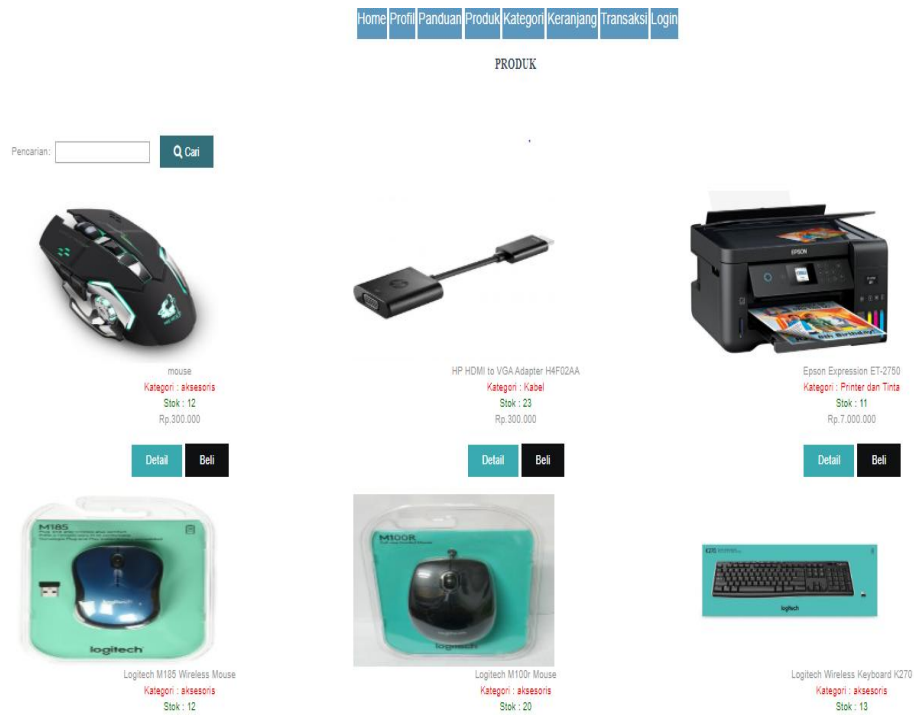 Home Profil Panduan Produk Kategori Keranjang Transaksi Login
PRODUK
Pencarian: Cari
EPSON
mouse
Kategori : aksesoris
Stok : 12
Rp.300.000
Detail Beli
HP HDMI to VGA Adapter H4F02AA
Kategori : Kabel
Stok : 23
Rp.300.000
Detail Beli
Epson Expression ET-2750
Kategori : Printer dan Tinta
Stok : 11
Rp.7.000.000
Detail Beli
M185
logitech
Logitech M185 Wireless Mouse
Kategori : aksesoris
Stok : 12
M100R
Logitech M100r Mouse
Kategori : aksesoris
Stok : 20
K270
logitech
Logitech Wireless Keyboard K270
Kategori : aksesoris
Stok : 13